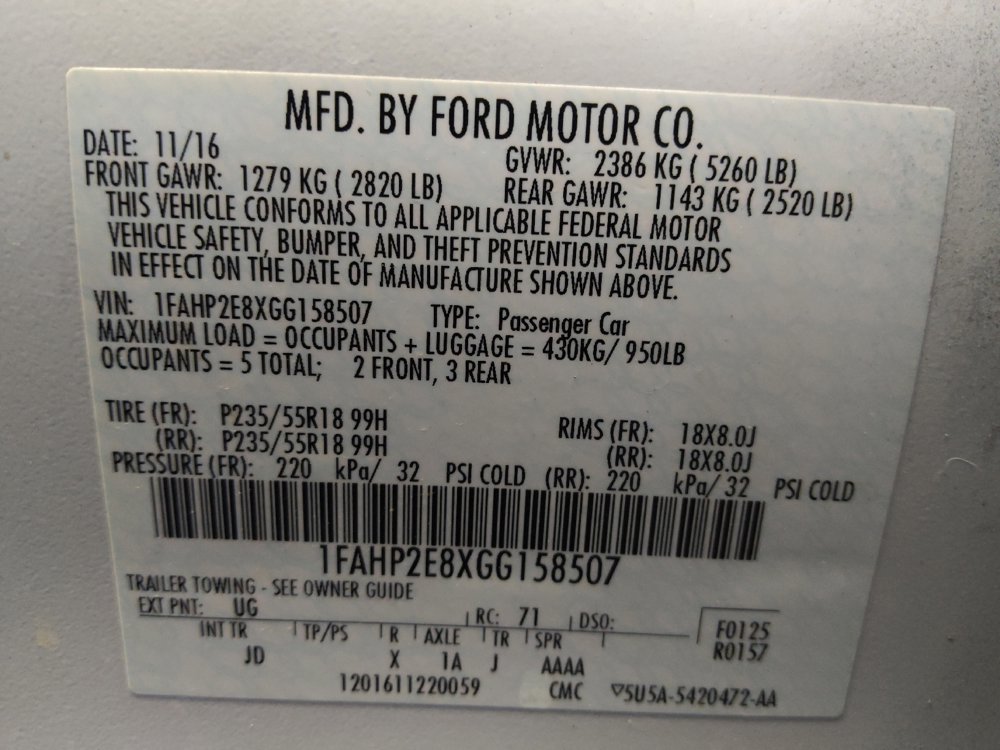 MFD. BY FORD MOTOR CO.
DATE: 11/16 GVWR: 2386 KG ( 5260 LB)
FRONT GAWR: 1279 KG ( 2820 LB) REAR GAWR: 1143 KG ( 2520 LB)
THIS VEHICLE CONFORMS TO ALL APPLICABLE FEDERAL MOTOR
VEHICLE SAFETY, BUMPER, AND THEFT PREVENTION STANDARDS
IN EFFECT ON THE DATE OF MANUFACTURE SHOWN ABOVE.
VIN: 1FAHP2E8XGG158507 TYPE: Passenger Car
MAXIMUM LOAD = OCCUPANTS + LUGGAGE = 430KG/ 950LB
OCCUPANTS = 5 TOTAL; 2 FRONT, 3 REAR
TIRE (FR): P235/55R18 99H RIMS (FR): 18X8.0J
(RR): P235/55R18 99H (RR): 18X8.0J
PRESSURE (FR): 220 kPa/ 32 PSI COLD (RR): 220 kPa/ 32 PSI COLD
1FAHP2E8XGG158507
TRAILER TOWING - SEE OWNER GUIDE
EXT PNT: UG RC: 71 DSO: F0125
INT TR TP/PS R AXLE TR SPR R0157
JD X 1A J AAAA
1201611220059 CMC ▽5U5A-5420472-AA